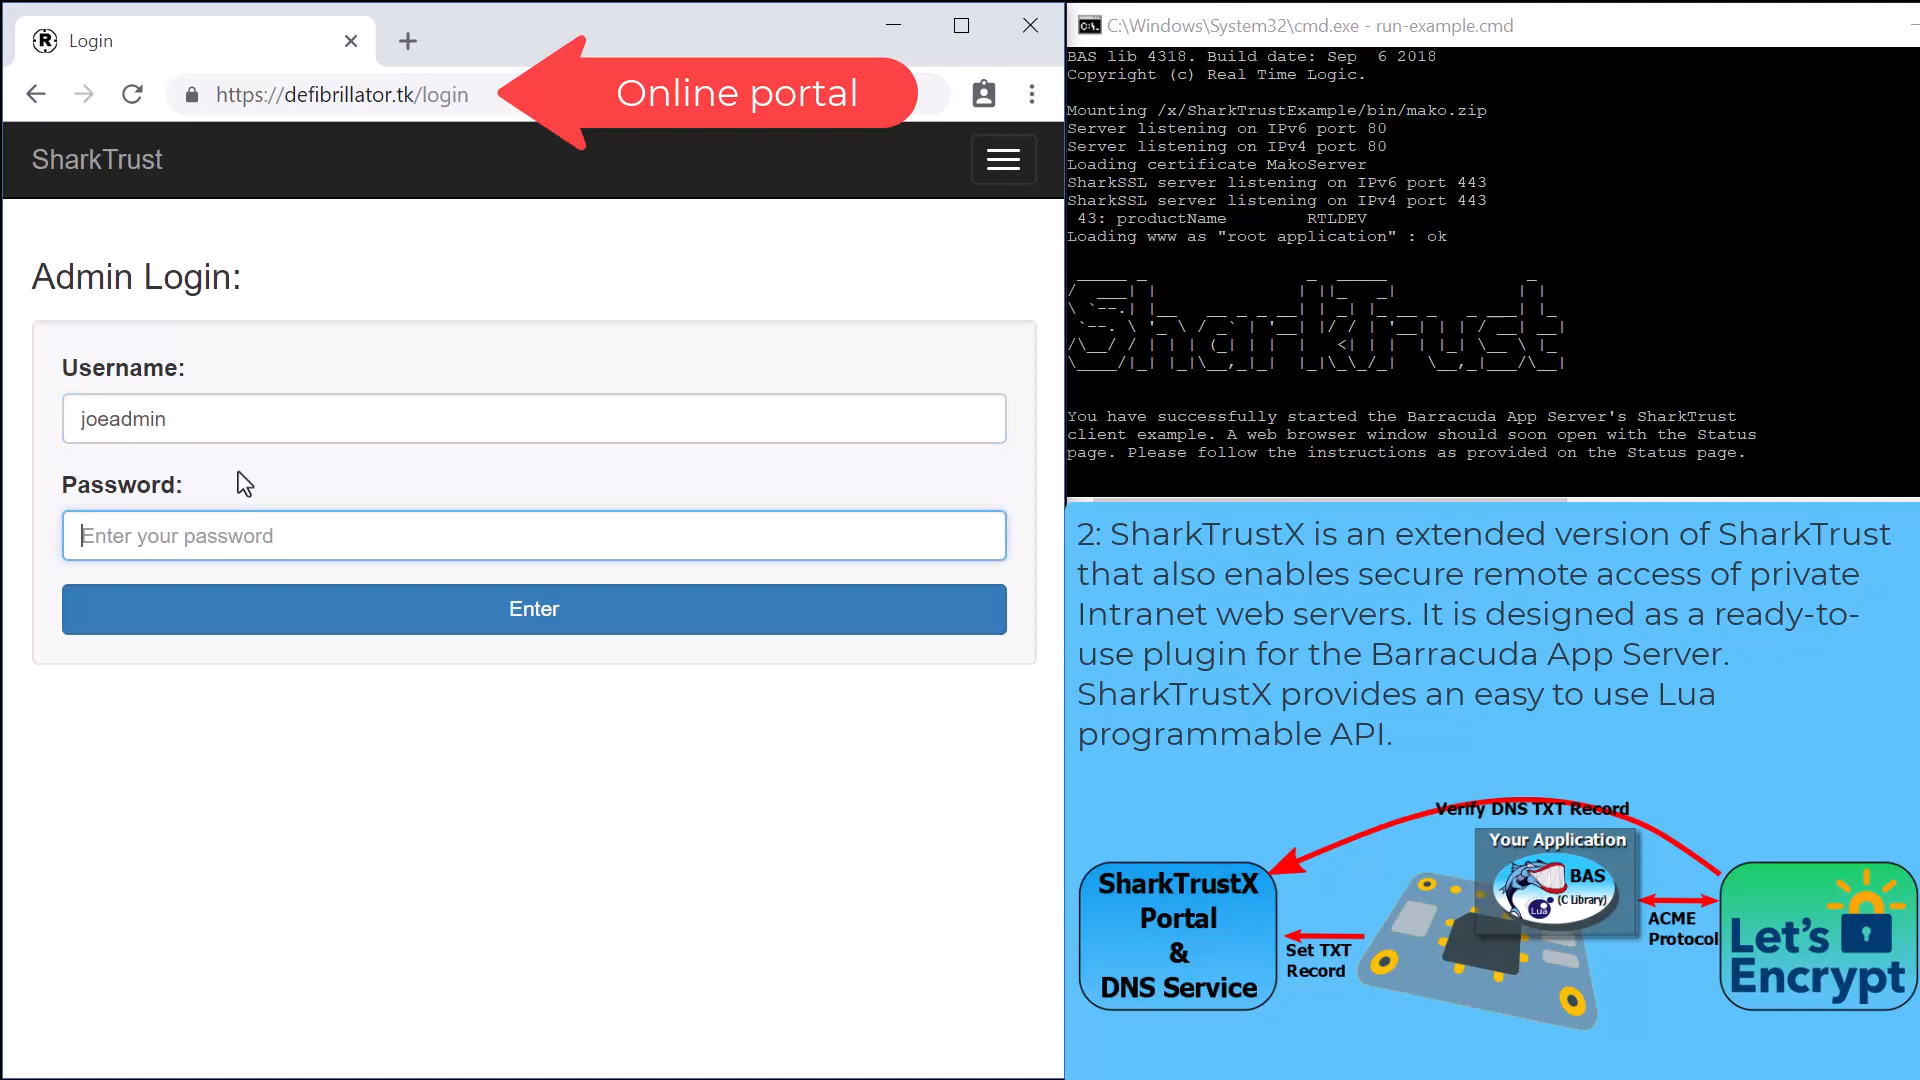 Login
https://defibrillator.tk/login
Online portal
SharkTrust
Admin Login:
Username:
joeadmin
Password:
Enter your password
Enter
C:\Windows\System32\cmd.exe - run-example.cmd
BAS lib 4318. Build date: Sep  6 2018
Copyright (c) Real Time Logic.
Mounting /x/SharkTrustExample/bin/mako.zip
Server listening on IPv6 port 80
Server listening on IPv4 port 80
Loading certificate MakoServer
SharkSSL server listening on IPv6 port 443
SharkSSL server listening on IPv4 port 443
43: productName        RTLDEV
Loading www as "root application" : ok
SharkTrust
You have successfully started the Barracuda App Server's SharkTrust
client example. A web browser window should soon open with the Status
page. Please follow the instructions as provided on the Status page.
2: SharkTrustX is an extended version of SharkTrust
that also enables secure remote access of private
Intranet web servers. It is designed as a ready-to-
use plugin for the Barracuda App Server.
SharkTrustX provides an easy to use Lua
programmable API.
Verify DNS TXT Record
Your Application
BAS
(C Library)
Lua
SharkTrustX
Portal
&
DNS Service
Set TXT
Record
ACME
Protocol
Let's
Encrypt